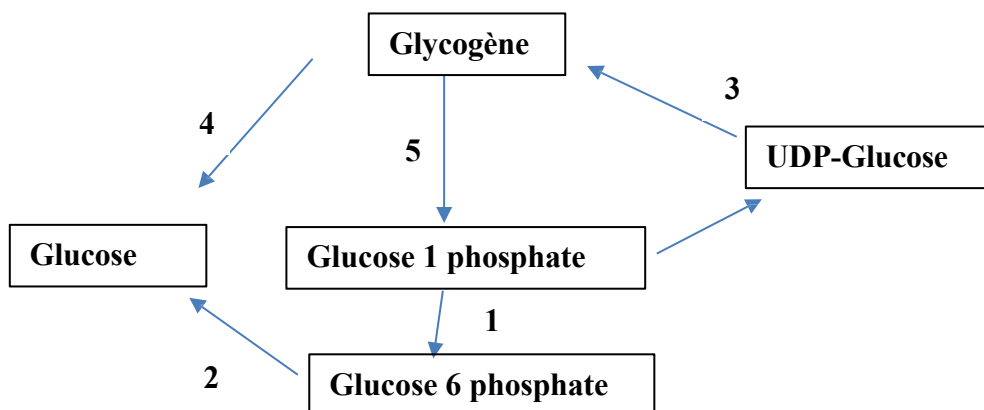 Glycogène
3
4
5
UDP-Glucose
Glucose
Glucose 1 phosphate
1
2
Glucose 6 phosphate